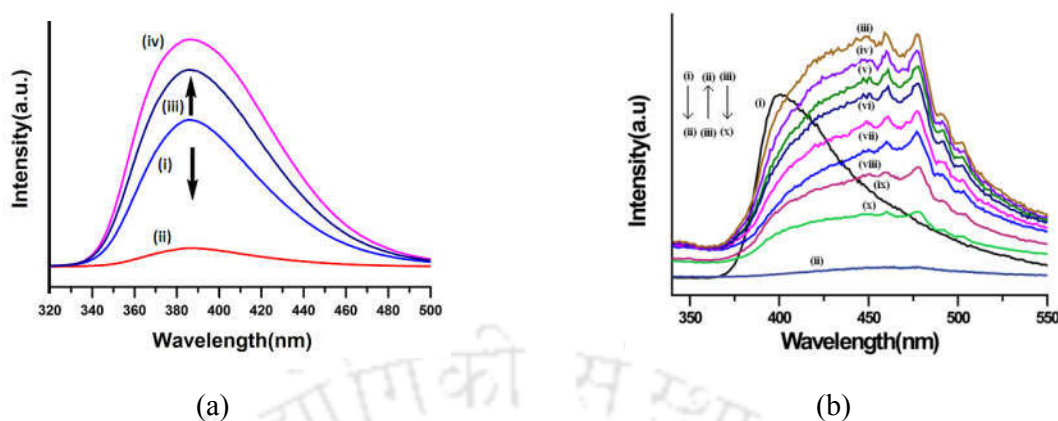 (iv)
(iii)
(i)
(ii)
Intensity(a.u.)
320 340 360 380 400 420 440 460 480 500
Wavelength(nm)
(a)
(iii)
(iv)
(v)
(vi)
(vii)
(viii)
(ix)
(x)
(ii)
(i)
(i) (ii) (iii)
(ii) (iii) (x)
Intensity(a.u)
350 400 450 500 550
Wavelength(nm)
(b)